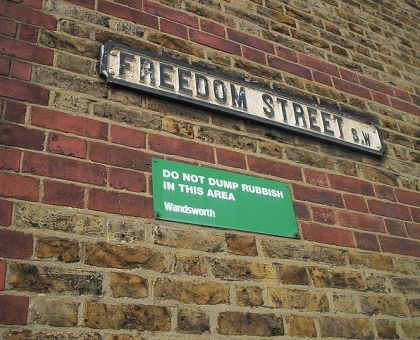 FREEDOM STREET S.W
DO NOT DUMP RUBBISH
IN THIS AREA
Wandsworth